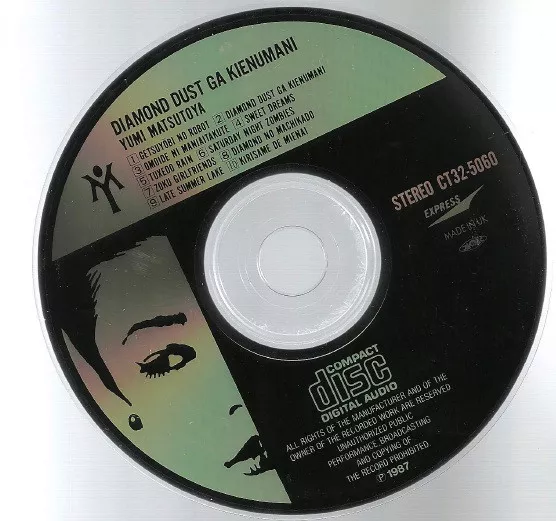 DIAMOND DUST GA KIENUMANI
YUMI MATSUTOYA
1 GETSUYOBI NO ROBOT 2 DIAMOND DUST GA KIENUMANI
3 OMOIDE NI MANIAITAKUTE 4 SWEET DREAMS
5 TUXEDO RAIN 6 SATURDAY NIGHT ZOMBIES
7 ZOKU GIRLFRIENDS 8 DIAMOND NO MACHIKADO
9 LATE SUMMER LAKE 10 KIRISAME DE MIENAI
STEREO CT32-5060
EXPRESS
MADE IN UK
COMPACT
disc
DIGITAL AUDIO
ALL RIGHTS OF THE MANUFACTURER AND OF THE
OWNER OF THE RELORDED WORK ARE RESERVED
UNAUTHORIZED PUBLIC
PERFORMANCE BROADCASTING
AND COPYING OF
THE RECORD PROHIBITED.
℗ 1987